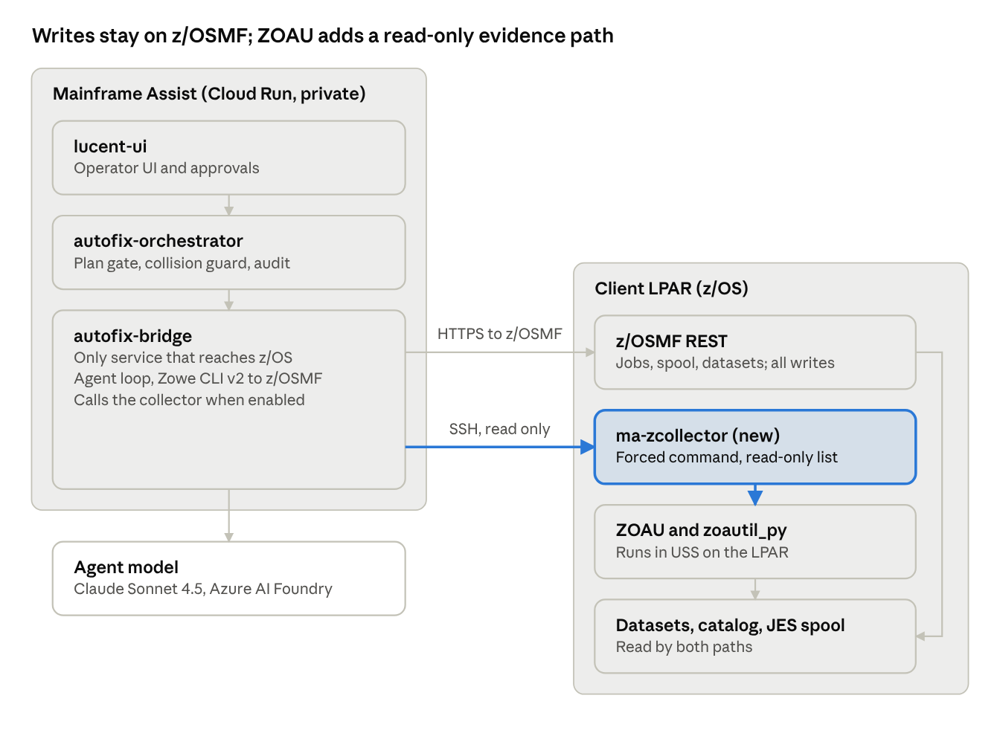 Writes stay on z/OSMF; ZOAU adds a read-only evidence path
Mainframe Assist (Cloud Run, private)
lucent-ui
Operator UI and approvals
autofix-orchestrator
Plan gate, collision guard, audit
autofix-bridge
Only service that reaches z/OS
Agent loop, Zowe CLI v2 to z/OSMF
Calls the collector when enabled
Agent model
Claude Sonnet 4.5, Azure AI Foundry
HTTPS to z/OSMF
SSH, read only
Client LPAR (z/OS)
z/OSMF REST
Jobs, spool, datasets; all writes
ma-zcollector (new)
Forced command, read-only list
ZOAU and zoautil_py
Runs in USS on the LPAR
Datasets, catalog, JES spool
Read by both paths